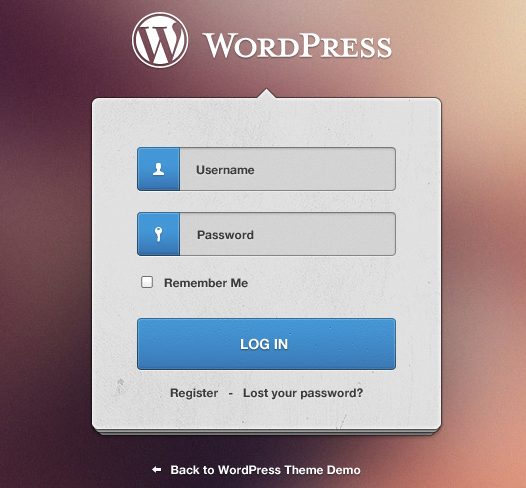 WORDPRESS
Username
Password
Remember Me
LOG IN
Register - Lost your password?
← Back to WordPress Theme Demo